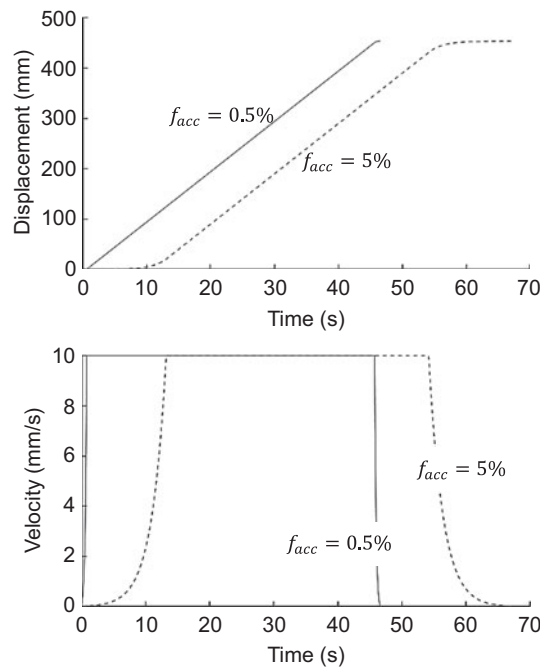 500
400
300
200
100
0
Displacement (mm)
f_acc = 0.5%
f_acc = 5%
0 10 20 30 40 50 60 70
Time (s)
10
8
6
4
2
0
Velocity (mm/s)
f_acc = 5%
f_acc = 0.5%
0 10 20 30 40 50 60 70
Time (s)